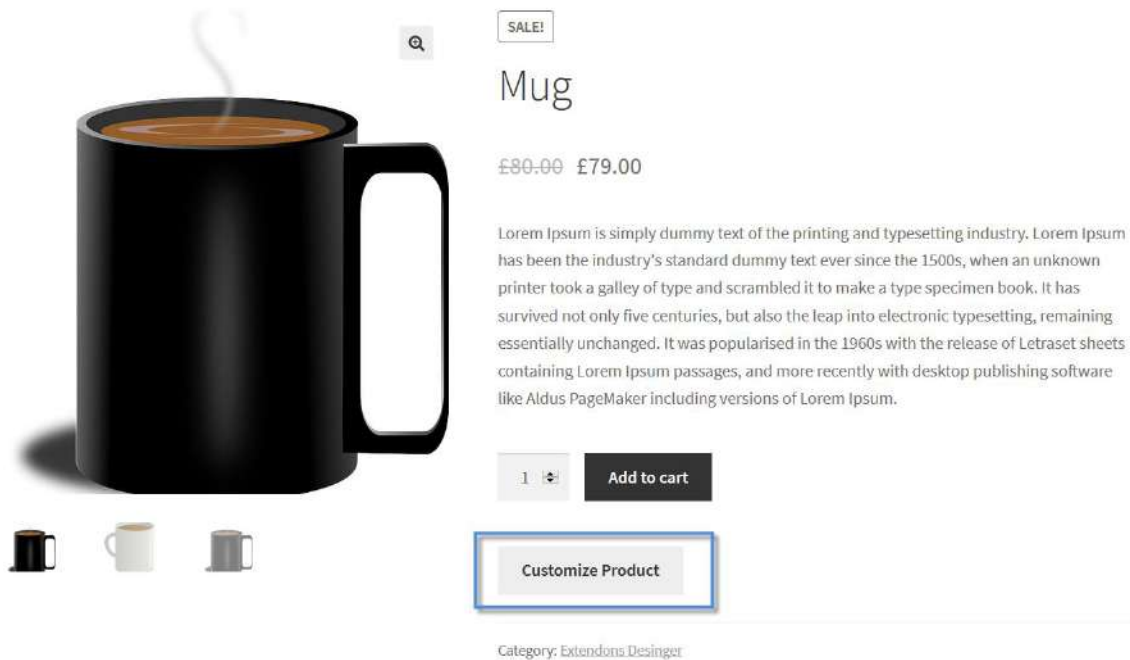 SALE!
Mug
£80.00 £79.00
Lorem Ipsum is simply dummy text of the printing and typesetting industry. Lorem Ipsum
has been the industry's standard dummy text ever since the 1500s, when an unknown
printer took a galley of type and scrambled it to make a type specimen book. It has
survived not only five centuries, but also the leap into electronic typesetting, remaining
essentially unchanged. It was popularised in the 1960s with the release of Letraset sheets
containing Lorem Ipsum passages, and more recently with desktop publishing software
like Aldus PageMaker including versions of Lorem Ipsum.
1 Add to cart
Customize Product
Category: Extendons Desinger